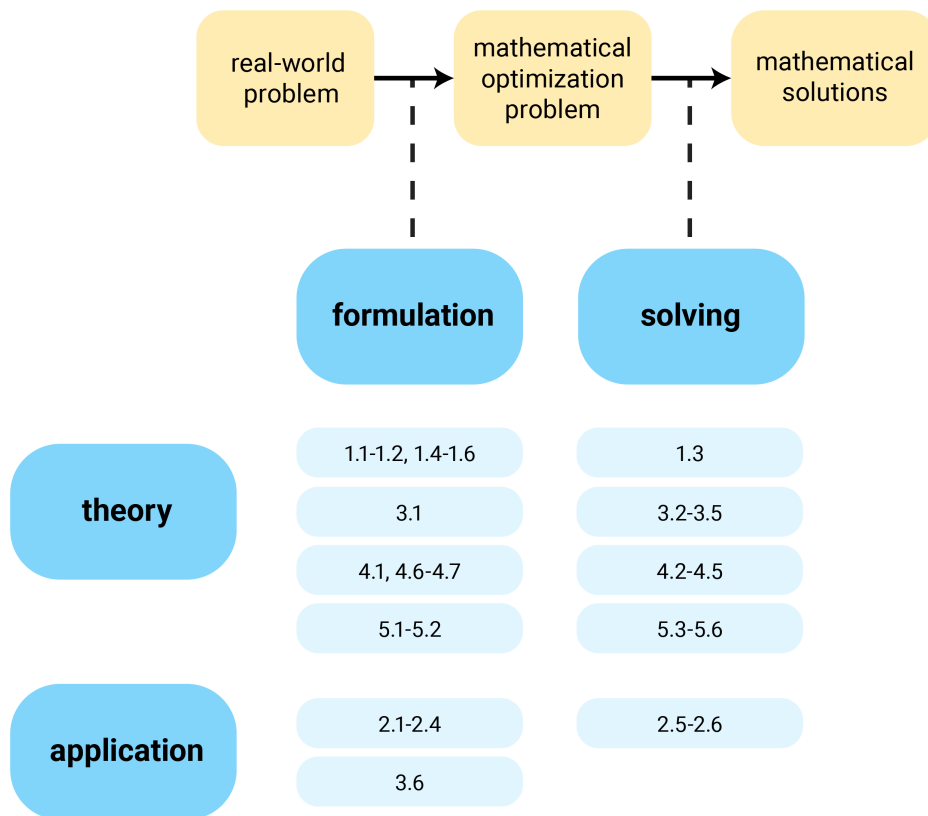 real-world
problem
mathematical
optimization
problem
mathematical
solutions
formulation
solving
theory
1.1-1.2, 1.4-1.6
1.3
3.1
3.2-3.5
4.1, 4.6-4.7
4.2-4.5
5.1-5.2
5.3-5.6
application
2.1-2.4
2.5-2.6
3.6